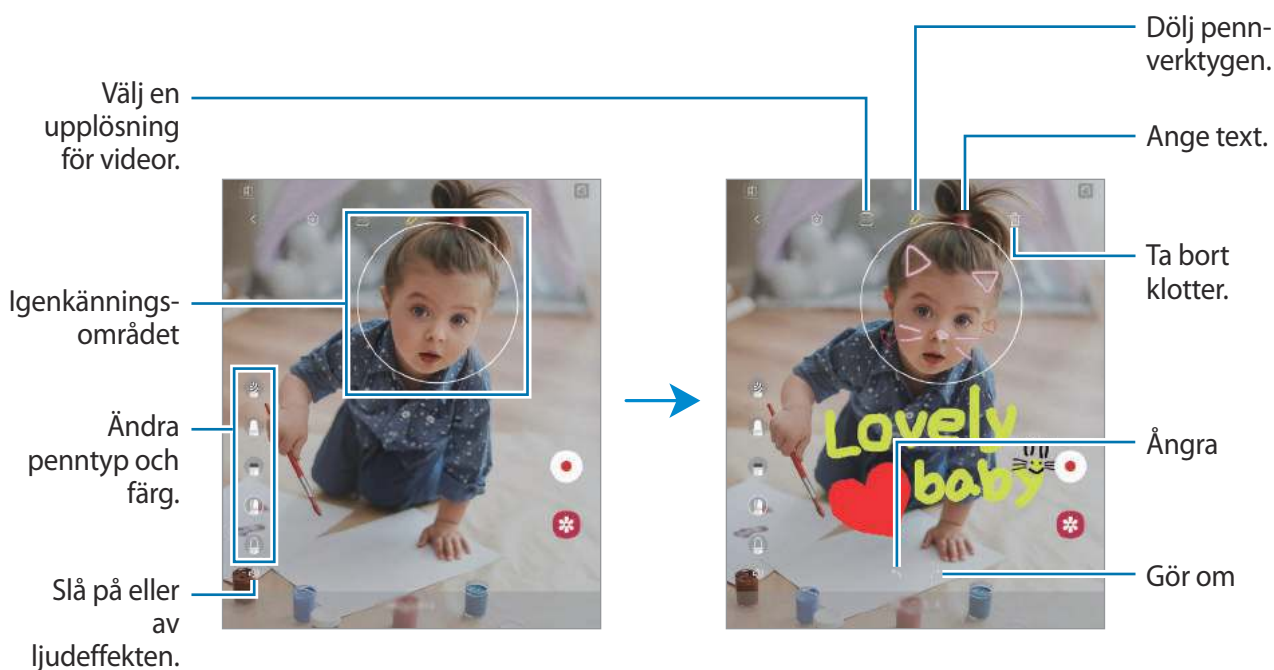 Dölj penn-
verktygen.
Välj en
upplösning
för videor.
Ange text.
Ta bort
klotter.
Igenkännings-
området
Lovely
baby
Ångra
Ändra
penntyp och
färg.
Gör om
Slå på eller
av
ljudeffekten.